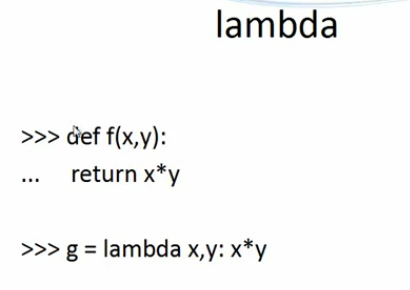 lambda
>>> def f(x,y):
...    return x*y
>>> g = lambda x,y: x*y